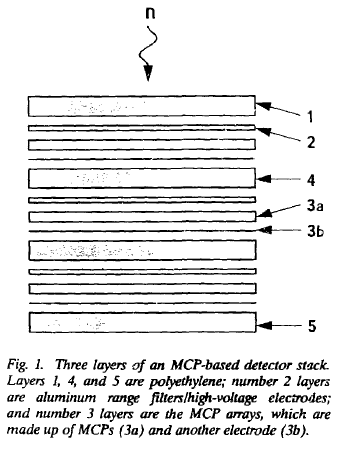 n
1
2
4
3a
3b
5
Fig. 1. Three layers of an MCP-based detector stack.
Layers 1, 4, and 5 are polyethylene; number 2 layers
are aluminum range filters/high-voltage electrodes;
and number 3 layers are the MCP arrays, which are
made up of MCPs (3a) and another electrode (3b).